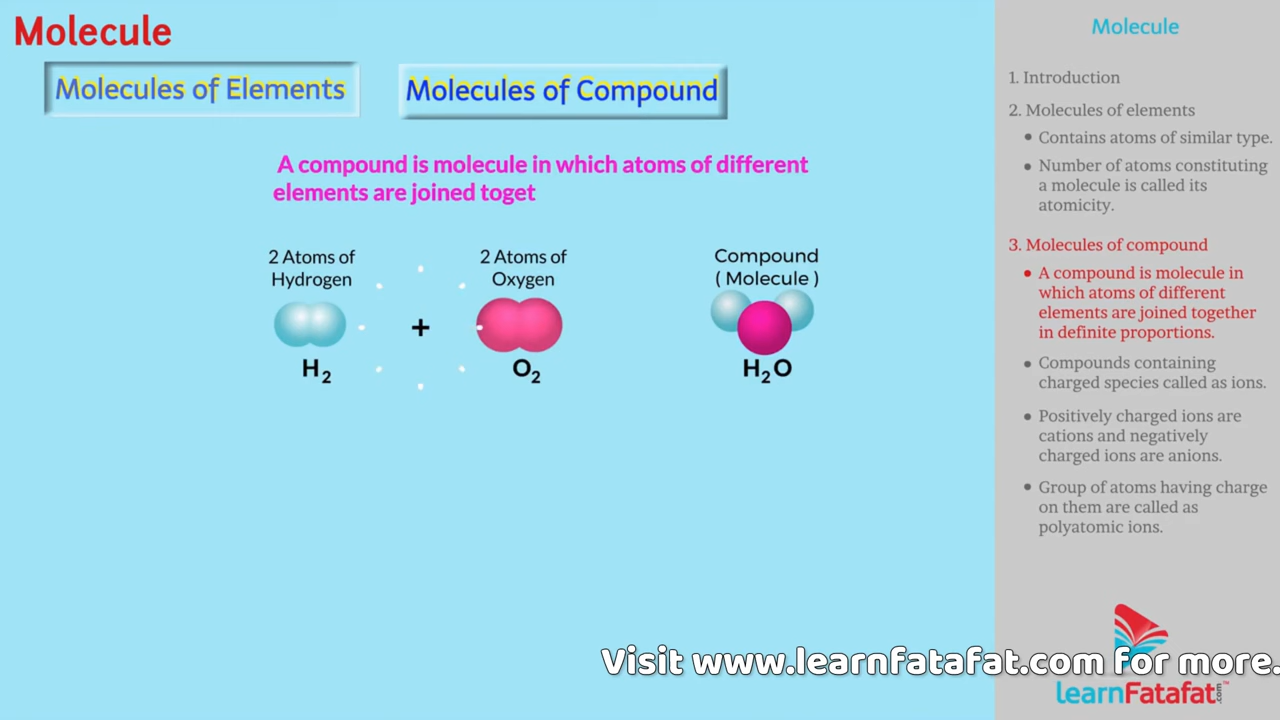 Molecule
Molecules of Elements
Molecules of Compound
A compound is molecule in which atoms of different
elements are joined toget
2 Atoms of
Hydrogen
H2
+
2 Atoms of
Oxygen
O2
Compound
( Molecule )
H2O
Molecule
1. Introduction
2. Molecules of elements
• Contains atoms of similar type.
• Number of atoms constituting
a molecule is called its
atomicity.
3. Molecules of compound
• A compound is molecule in
which atoms of different
elements are joined together
in definite proportions.
• Compounds containing
charged species called as ions.
• Positively charged ions are
cations and negatively
charged ions are anions.
• Group of atoms having charge
on them are called as
polyatomic ions.
Visit www.learnfatafat.com for more.
learnFatafat.com™